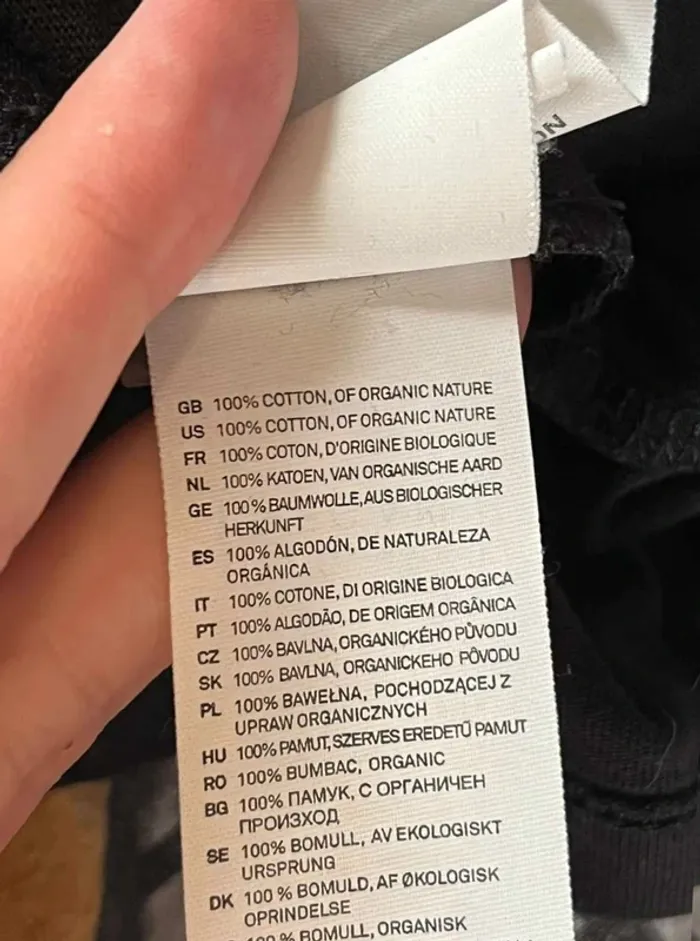 ON
GB 100% COTTON, OF ORGANIC NATURE
US 100% COTTON, OF ORGANIC NATURE
FR 100% COTON, D'ORIGINE BIOLOGIQUE
NL 100% KATOEN, VAN ORGANISCHE AARD
GE 100% BAUMWOLLE, AUS BIOLOGISCHER
HERKUNFT
ES 100% ALGODÓN, DE NATURALEZA
ORGÂNICA
IT 100% COTONE, DI ORIGINE BIOLOGICA
PT 100% ALGODÃO, DE ORIGEM ORGÂNICA
CZ 100% BAVLNA, ORGANICKÉHO PŮVODU
SK 100% BAVLNA, ORGANICKEHO PÔVODU
PL 100% BAWEŁNA, POCHODZĄCEJ Z
UPRAW ORGANICZNYCH
HU 100% PAMUT, SZERVES EREDETŰ PAMUT
RO 100% BUMBAC, ORGANIC
BG 100% ПАМУК, С ОРГАНИЧЕН
ПРОИЗХОД
SE 100% BOMULL, AV EKOLOGISKT
URSPRUNG
DK 100 % BOMULD, AF ØKOLOGISK
OPRINDELSE
100 % BOMULL, ORGANISK